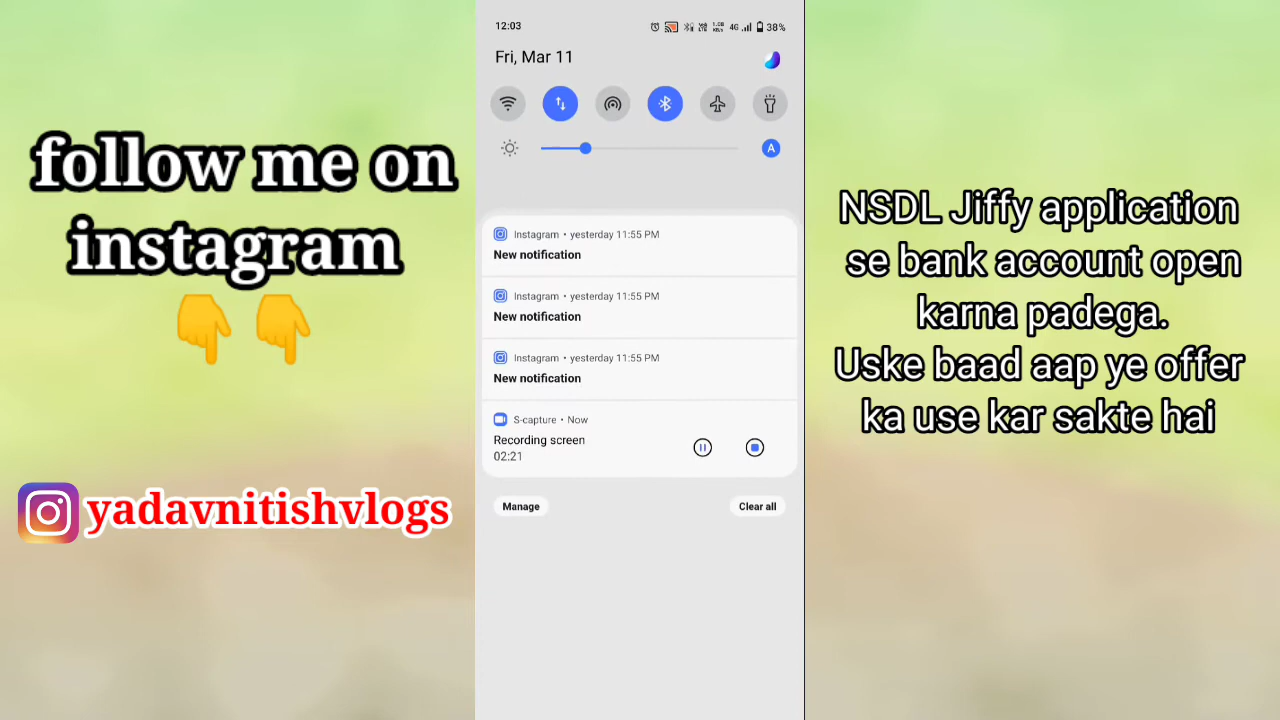 follow me on
instagram
👇👇
yadavnitishvlogs
12:03
4G 38%
Fri, Mar 11
A
Instagram • yesterday 11:55 PM
New notification
Instagram • yesterday 11:55 PM
New notification
Instagram • yesterday 11:55 PM
New notification
S-capture • Now
Recording screen
02:21
Manage
Clear all
NSDL Jiffy application
se bank account open
karna padega.
Uske baad aap ye offer
ka use kar sakte hai